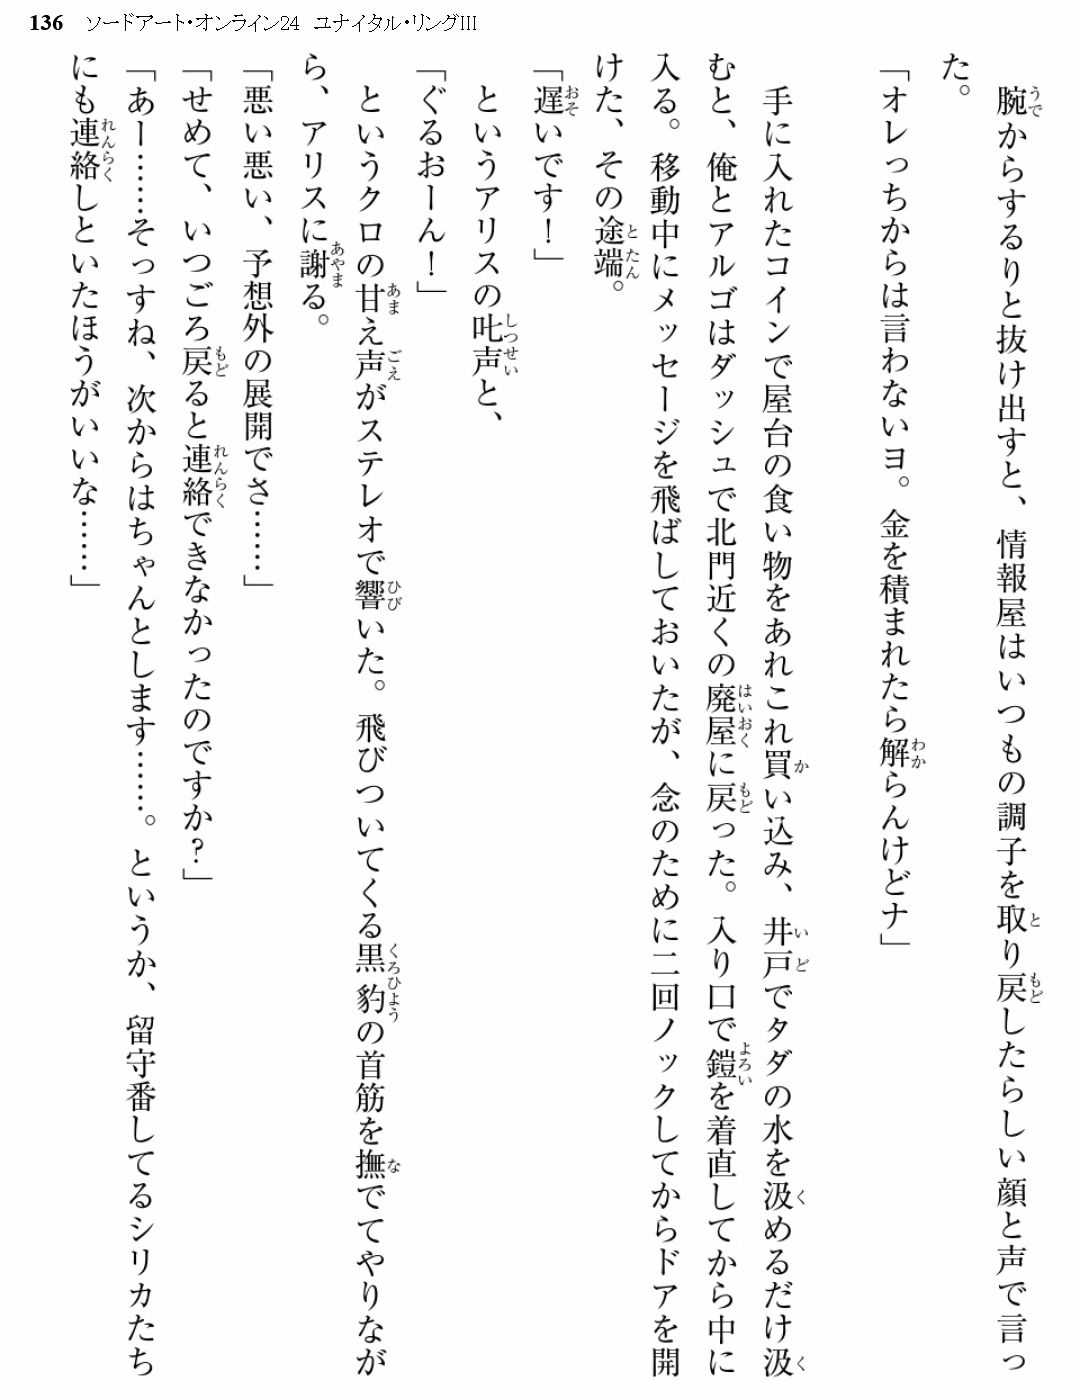 136 ソードアート・オンライン24 ユナイタル・リングIII
腕からするりと抜け出すと、情報屋はいつもの調子を取り戻したらしい顔と声で言っ
た。
「オレっちからは言わないヨ。金を積まれたら解らんけどナ」
手に入れたコインで屋台の食い物をあれこれ買い込み、井戸でタダの水を汲めるだけ汲
むと、俺とアルゴはダッシュで北門近くの廃屋に戻った。入り口で鎧を着直してから中に
入る。移動中にメッセージを飛ばしておいたが、念のために二回ノックしてからドアを開
けた、その途端。
「遅いです！」
というアリスの叱声と、
「ぐるおーん！」
というクロの甘え声がステレオで響いた。飛びついてくる黒豹の首筋を撫でてやりなが
ら、アリスに謝る。
「悪い悪い、予想外の展開でさ……」
「せめて、いつごろ戻ると連絡できなかったのですか？」
「あー……そっすね、次からはちゃんとします……。というか、留守番してるシリカたち
にも連絡しといたほうがいいな……」